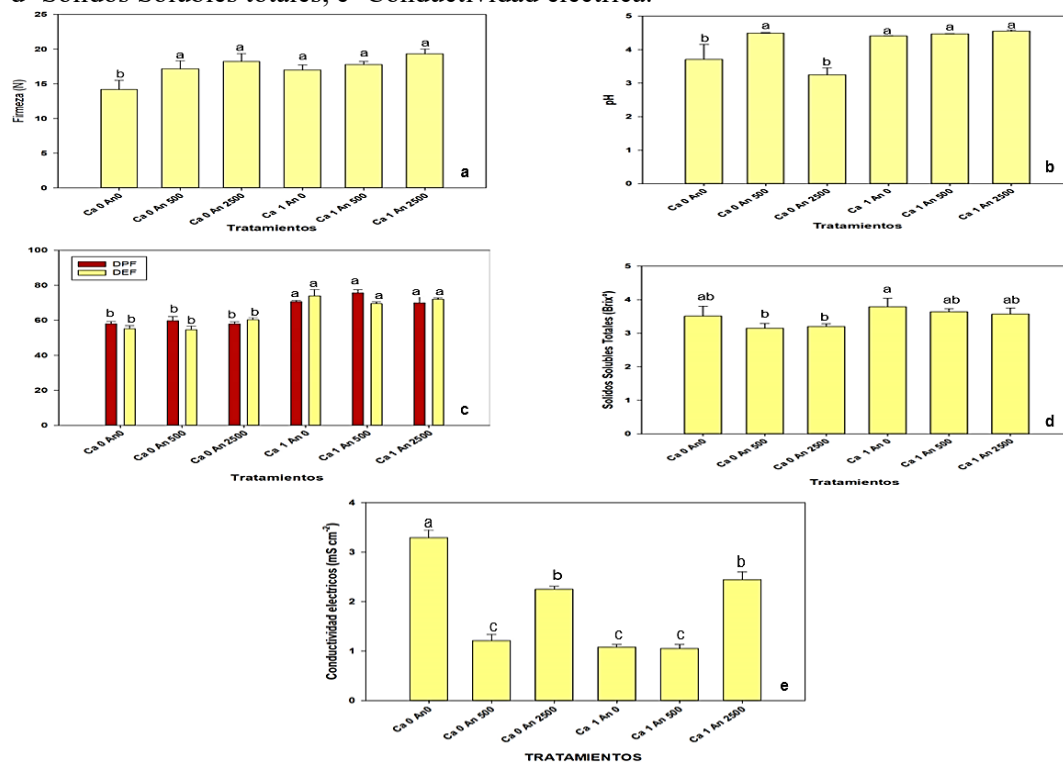 d- Sólidos Solubles totales, e- Conductividad eléctrica.
Firmeza (N)
25
20
15
10
5
0
b
a
a
a
a
a
a
Ca 0 An0
Ca 0 An 500
Ca 0 An 2500
Ca 1 An 0
Ca 1 An 500
Ca 1 An 2500
Tratamientos
pH
5
4
3
2
1
0
b
a
b
a
a
a
b
Ca 0 An0
Ca 0 An 500
Ca 0 An 2500
Ca 1 An 0
Ca 1 An 500
Ca 1 An 2500
Tratamientos
100
80
60
40
20
0
DPF
DEF
b
b
b
b
b
b
a
a
a
a
a
a
c
Ca 0 An0
Ca 0 An 500
Ca 0 An 2500
Ca 1 An 0
Ca 1 An 500
Ca 1 An 2500
Tratamientos
Solidos Solubles Totales (Brix°)
5
4
3
2
1
0
ab
b
b
a
ab
ab
d
Ca 0 An0
Ca 0 An 500
Ca 0 An 2500
Ca 1 An 0
Ca 1 An 500
Ca 1 An 2500
Tratamientos
Conductividad electricos (mS cm⁻²)
4
3
2
1
0
a
c
b
c
c
b
e
Ca 0 An0
Ca 0 An 500
Ca 0 An 2500
Ca 1 An 0
Ca 1 An 500
Ca 1 An 2500
TRATAMIENTOS